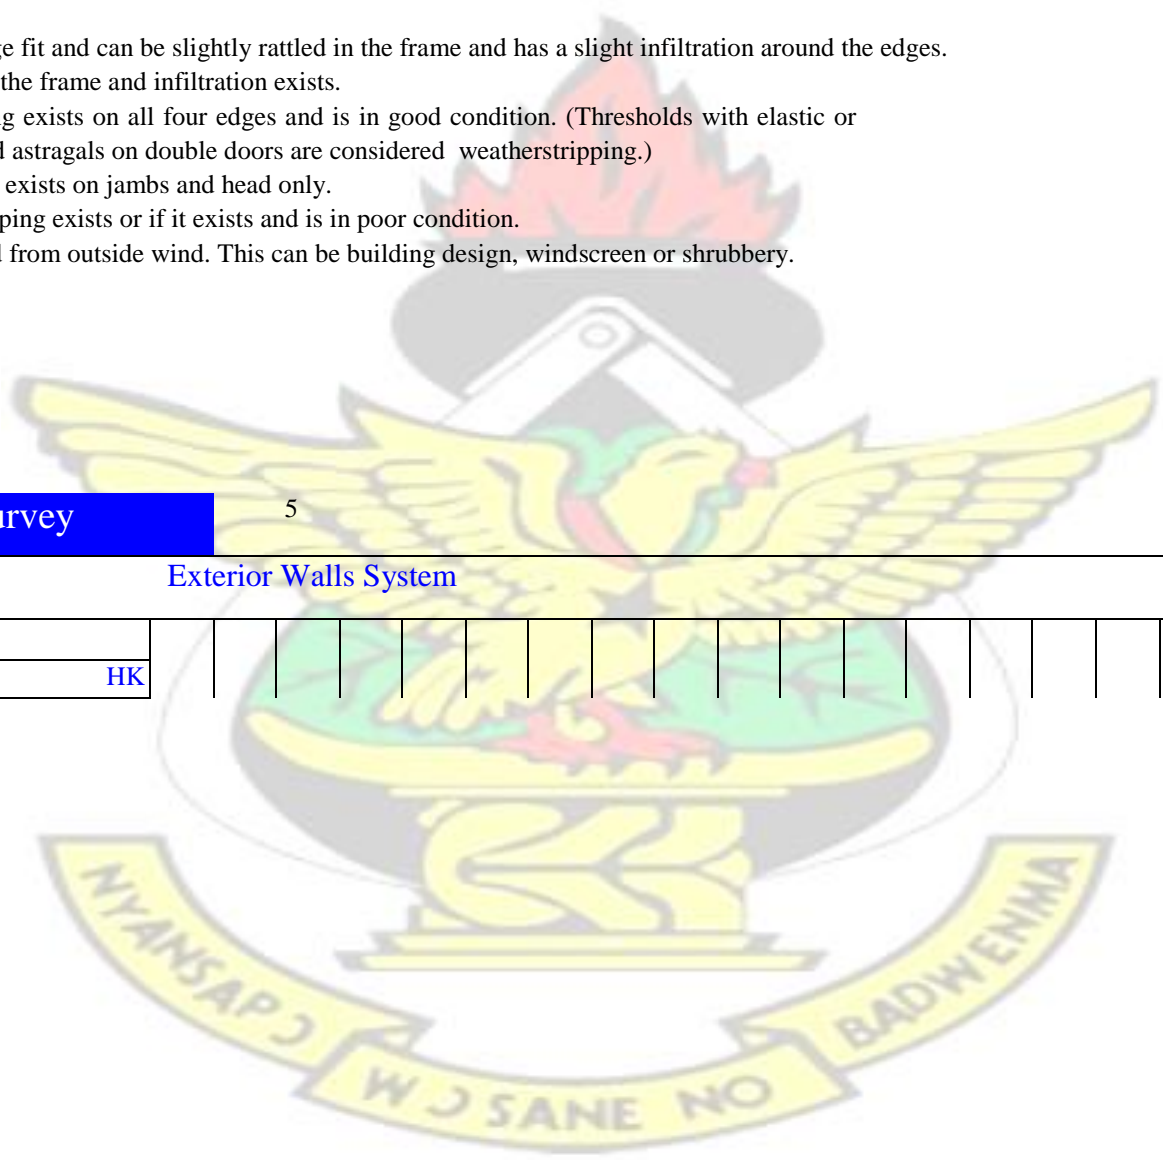 ge fit and can be slightly rattled in the frame and has a slight infiltration around the edges.
the frame and infiltration exists.
g exists on all four edges and is in good condition. (Thresholds with elastic or
d astragals on double doors are considered weatherstripping.)
exists on jambs and head only.
ping exists or if it exists and is in poor condition.
d from outside wind. This can be building design, windscreen or shrubbery.
urvey
5
Exterior Walls System
HK
NYANSAPƆ
WƆ SANE NO
BADWENMA